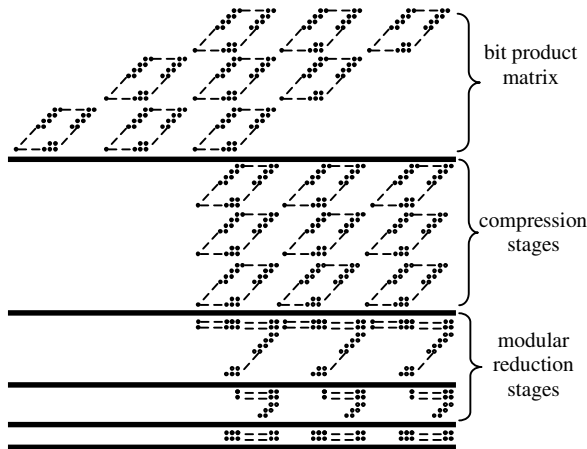 bit product
matrix
compression
stages
modular
reduction
stages